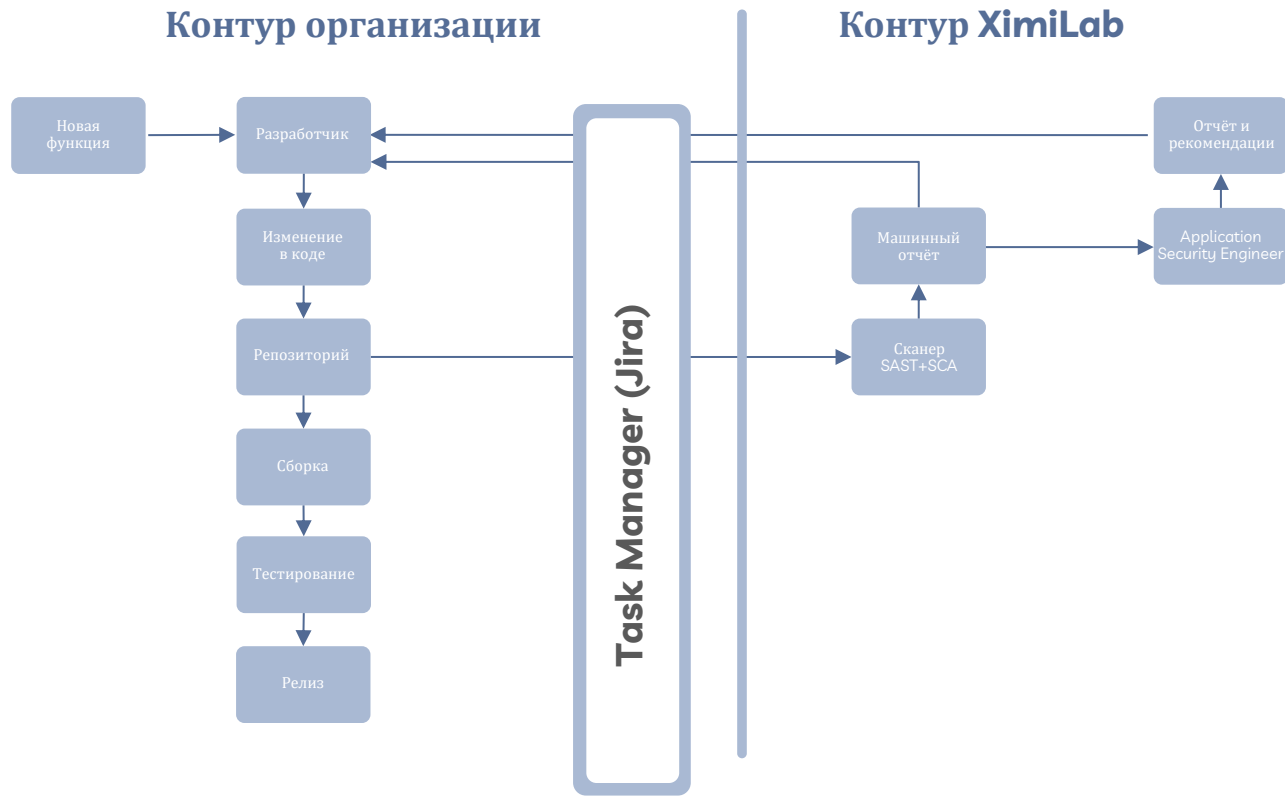 Контур организации
Контур XimiLab
Новая
функция
Разработчик
Отчёт и
рекомендации
Изменение
в коде
Машинный
отчёт
Application
Security Engineer
Репозиторий
Сканер
SAST+SCA
Task Manager (Jira)
Сборка
Тестирование
Релиз